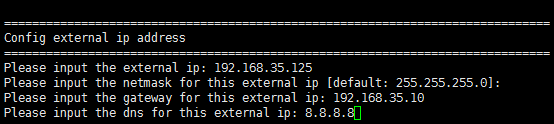 ================================================================================
Config external ip address
================================================================================
Please input the external ip: 192.168.35.125
Please input the netmask for this external ip [default: 255.255.255.0]:
Please input the gateway for this external ip: 192.168.35.10
Please input the dns for this external ip: 8.8.8.8